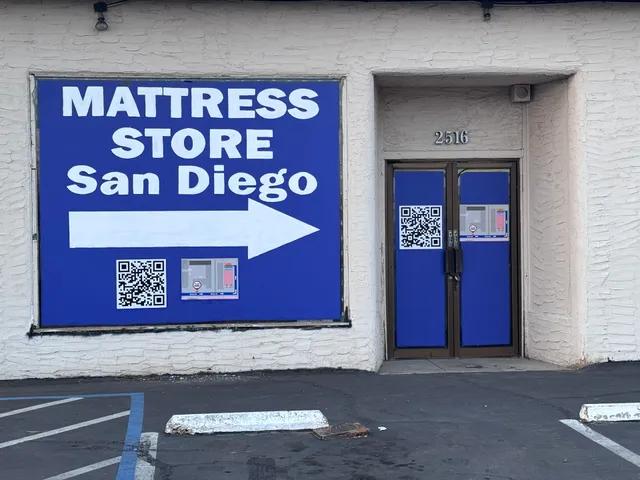 MATTRESS
STORE
San Diego
2516